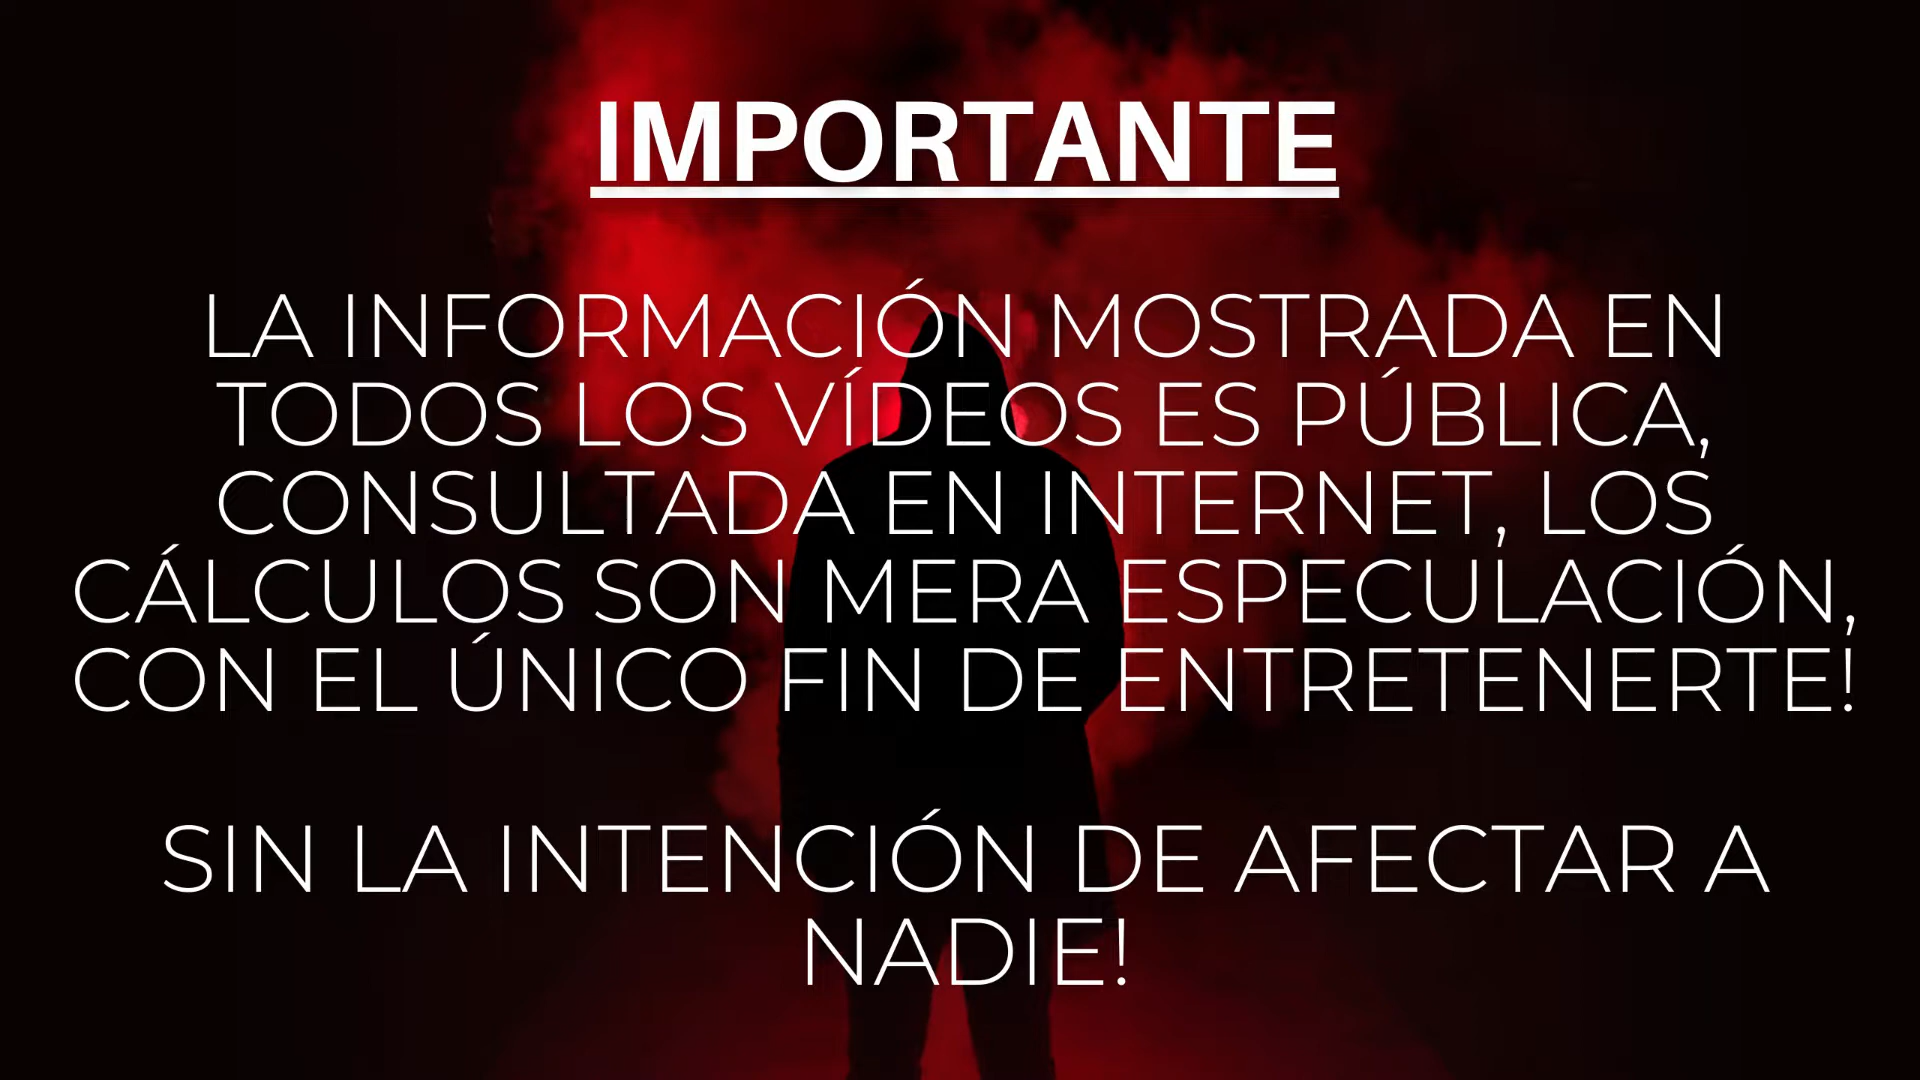 IMPORTANTE
LA INFORMACIÓN MOSTRADA EN
TODOS LOS VÍDEOS ES PÚBLICA,
CONSULTADA EN INTERNET, LOS
CÁLCULOS SON MERA ESPECULACIÓN,
CON EL ÚNICO FIN DE ENTRETENERTE!
SIN LA INTENCIÓN DE AFECTAR A
NADIE!